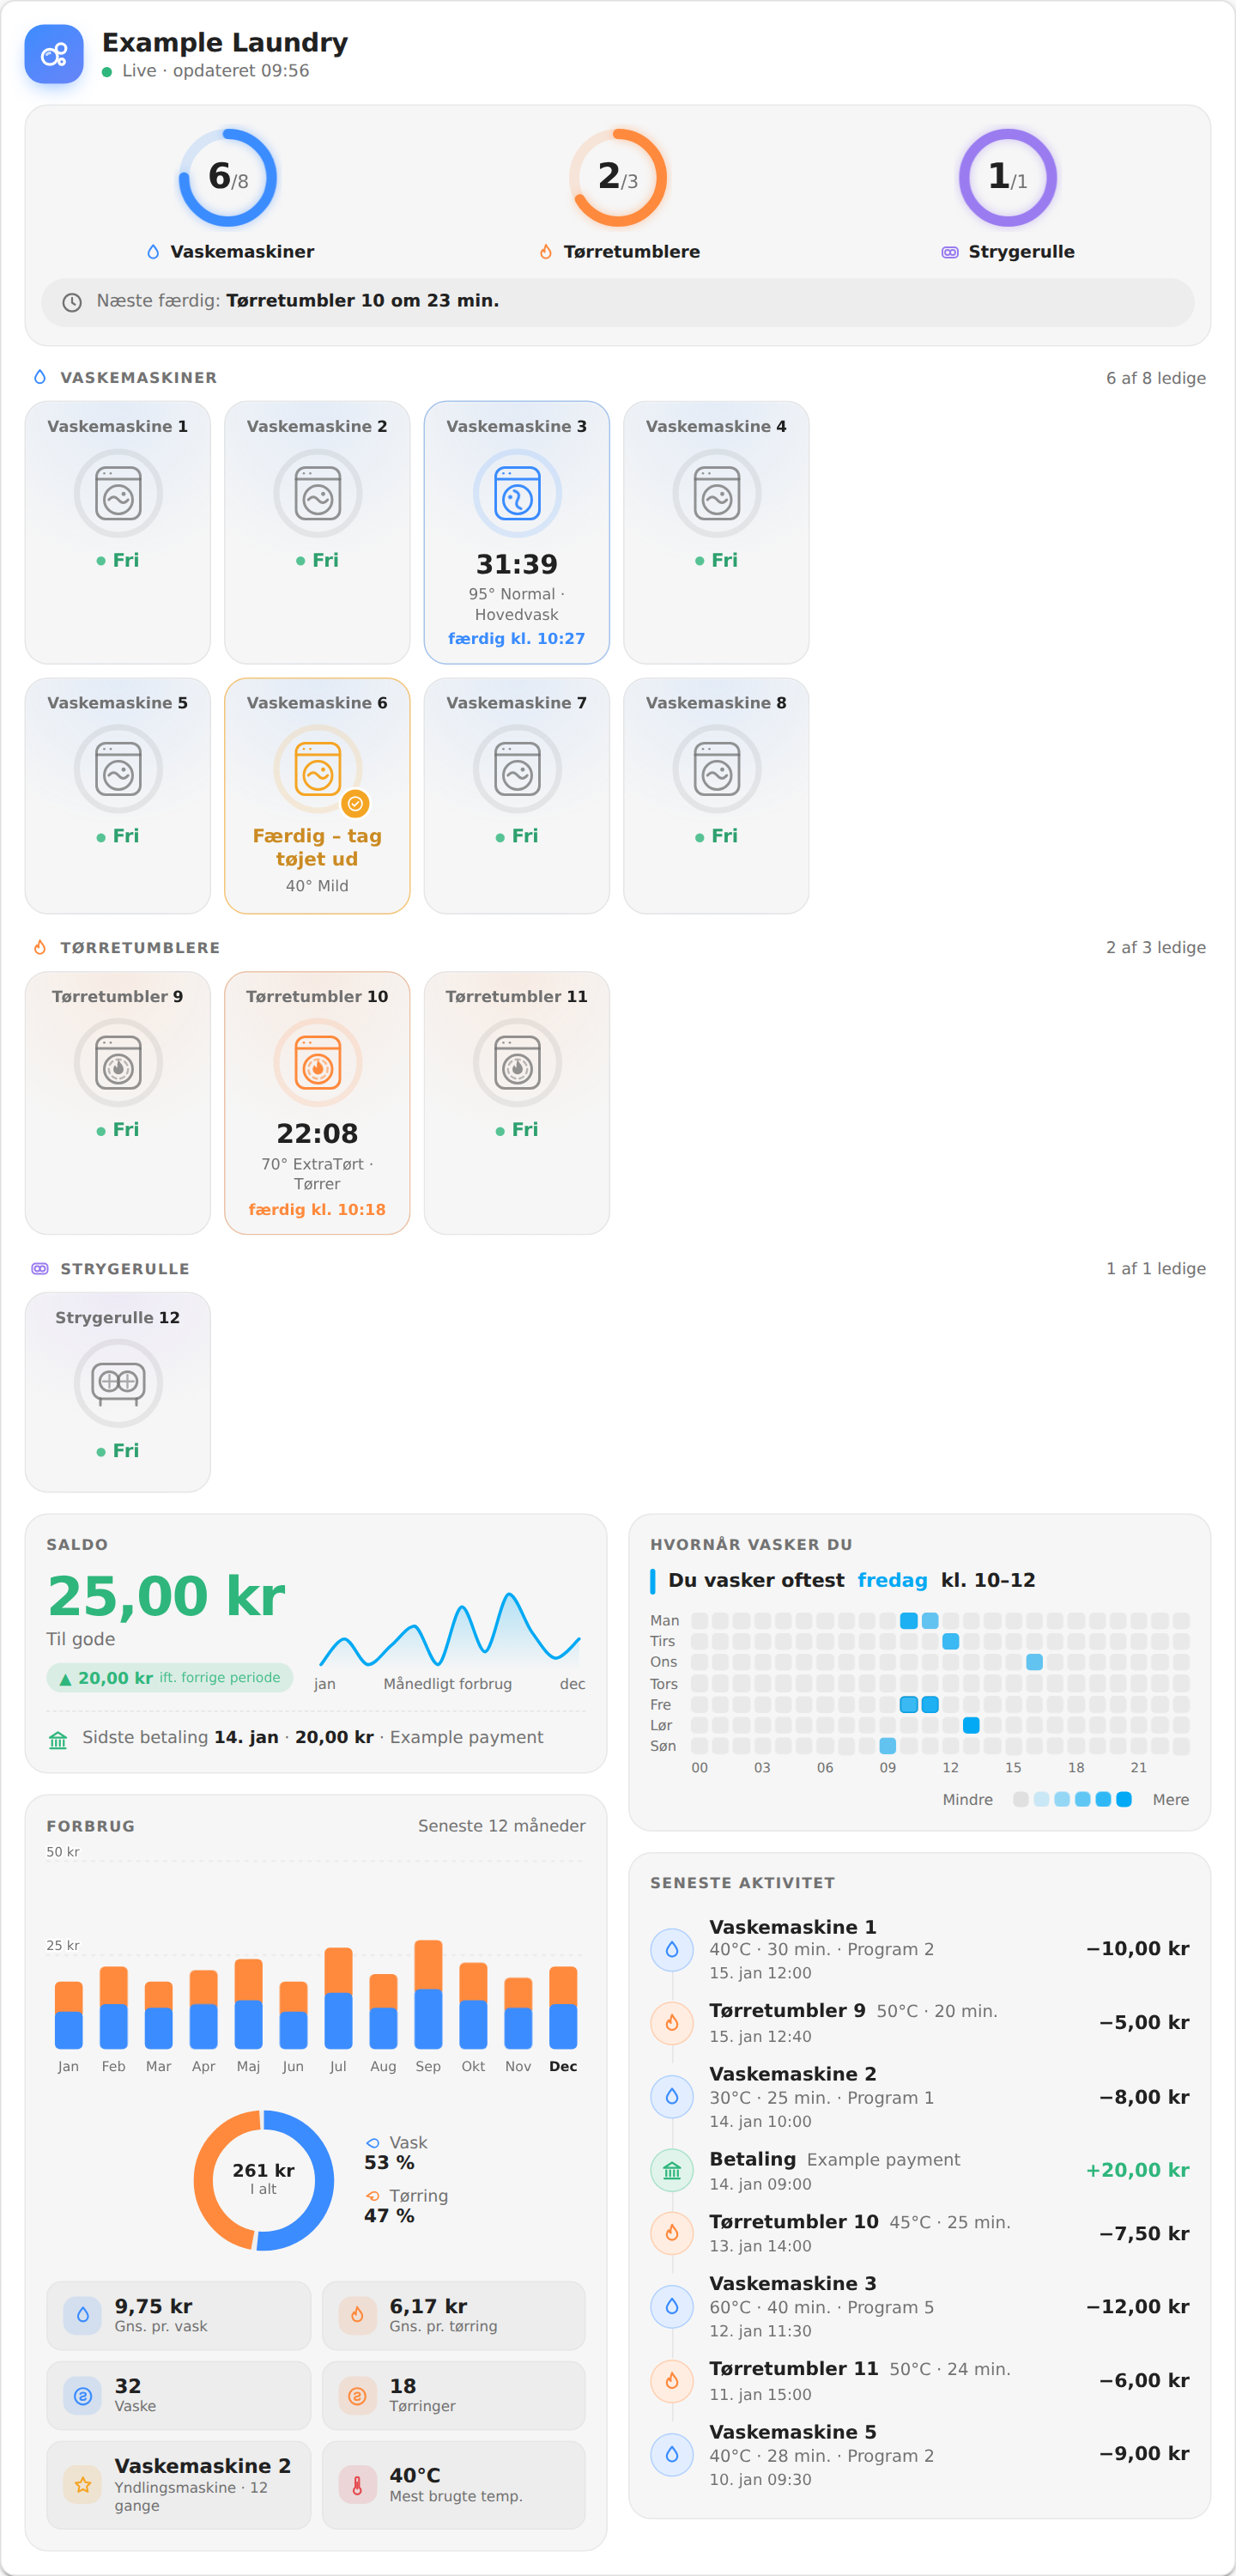 Example Laundry
Live · opdateret 09:56
6/8
Vaskemaskiner
2/3
Tørretumblere
1/1
Strygerulle
Næste færdig: Tørretumbler 10 om 23 min.
VASKEMASKINER
6 af 8 ledige
Vaskemaskine 1
Fri
Vaskemaskine 2
Fri
Vaskemaskine 3
31:39
95° Normal ·
Hovedvask
færdig kl. 10:27
Vaskemaskine 4
Fri
Vaskemaskine 5
Fri
Vaskemaskine 6
Færdig – tag
tøjet ud
40° Mild
Vaskemaskine 7
Fri
Vaskemaskine 8
Fri
TØRRETUMBLERE
2 af 3 ledige
Tørretumbler 9
Fri
Tørretumbler 10
22:08
70° ExtraTørt ·
Tørrer
færdig kl. 10:18
Tørretumbler 11
Fri
STRYGERULLE
1 af 1 ledige
Strygerulle 12
Fri
SALDO
25,00 kr
Til gode
▲ 20,00 kr ift. forrige periode
jan Månedligt forbrug dec
Sidste betaling 14. jan · 20,00 kr · Example payment
FORBRUG
Seneste 12 måneder
50 kr
25 kr
Jan Feb Mar Apr Maj Jun Jul Aug Sep Okt Nov Dec
261 kr
I alt
Vask
53 %
Tørring
47 %
9,75 kr
Gns. pr. vask
6,17 kr
Gns. pr. tørring
32
Vaske
18
Tørringer
Vaskemaskine 2
Yndlingsmaskine · 12
gange
40°C
Mest brugte temp.
HVORNÅR VASKER DU
Du vasker oftest fredag kl. 10–12
Man
Tirs
Ons
Tors
Fre
Lør
Søn
00 03 06 09 12 15 18 21
Mindre Mere
SENESTE AKTIVITET
Vaskemaskine 1
40°C · 30 min. · Program 2
15. jan 12:00
−10,00 kr
Tørretumbler 9 50°C · 20 min.
15. jan 12:40
−5,00 kr
Vaskemaskine 2
30°C · 25 min. · Program 1
14. jan 10:00
−8,00 kr
Betaling Example payment
14. jan 09:00
+20,00 kr
Tørretumbler 10 45°C · 25 min.
13. jan 14:00
−7,50 kr
Vaskemaskine 3
60°C · 40 min. · Program 5
12. jan 11:30
−12,00 kr
Tørretumbler 11 50°C · 24 min.
11. jan 15:00
−6,00 kr
Vaskemaskine 5
40°C · 28 min. · Program 2
10. jan 09:30
−9,00 kr